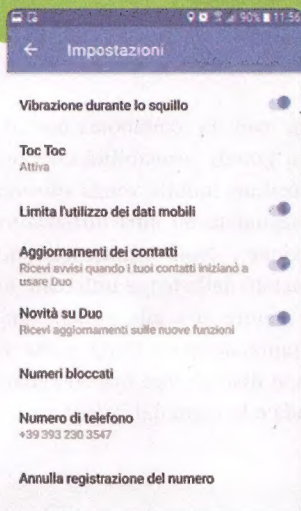 90% 11:56
Impostazioni
Vibrazione durante lo squillo
Toc Toc
Attiva
Limita l'utilizzo dei dati mobili
Aggiornamenti dei contatti
Ricevi avvisi quando i tuoi contatti iniziano a
usare Duo
Novità su Duo
Ricevi aggiornamenti sulle nuove funzioni
Numeri bloccati
Numero di telefono
+39 393 230 3547
Annulla registrazione del numero